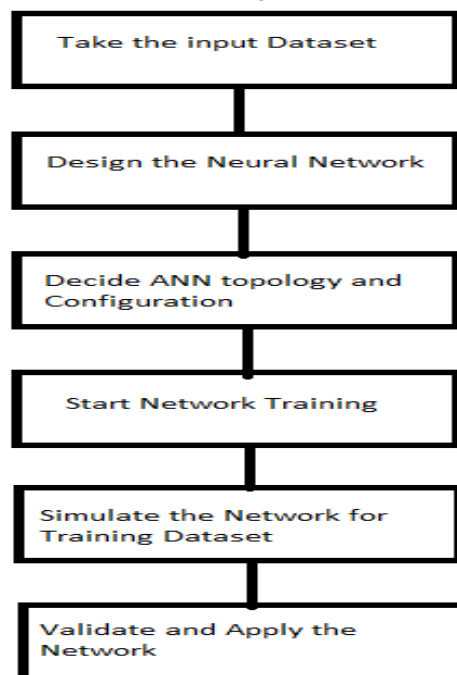 Take the input Dataset
Design the Neural Network
Decide ANN topology and
Configuration
Start Network Training
Simulate the Network for
Training Dataset
Validate and Apply the
Network